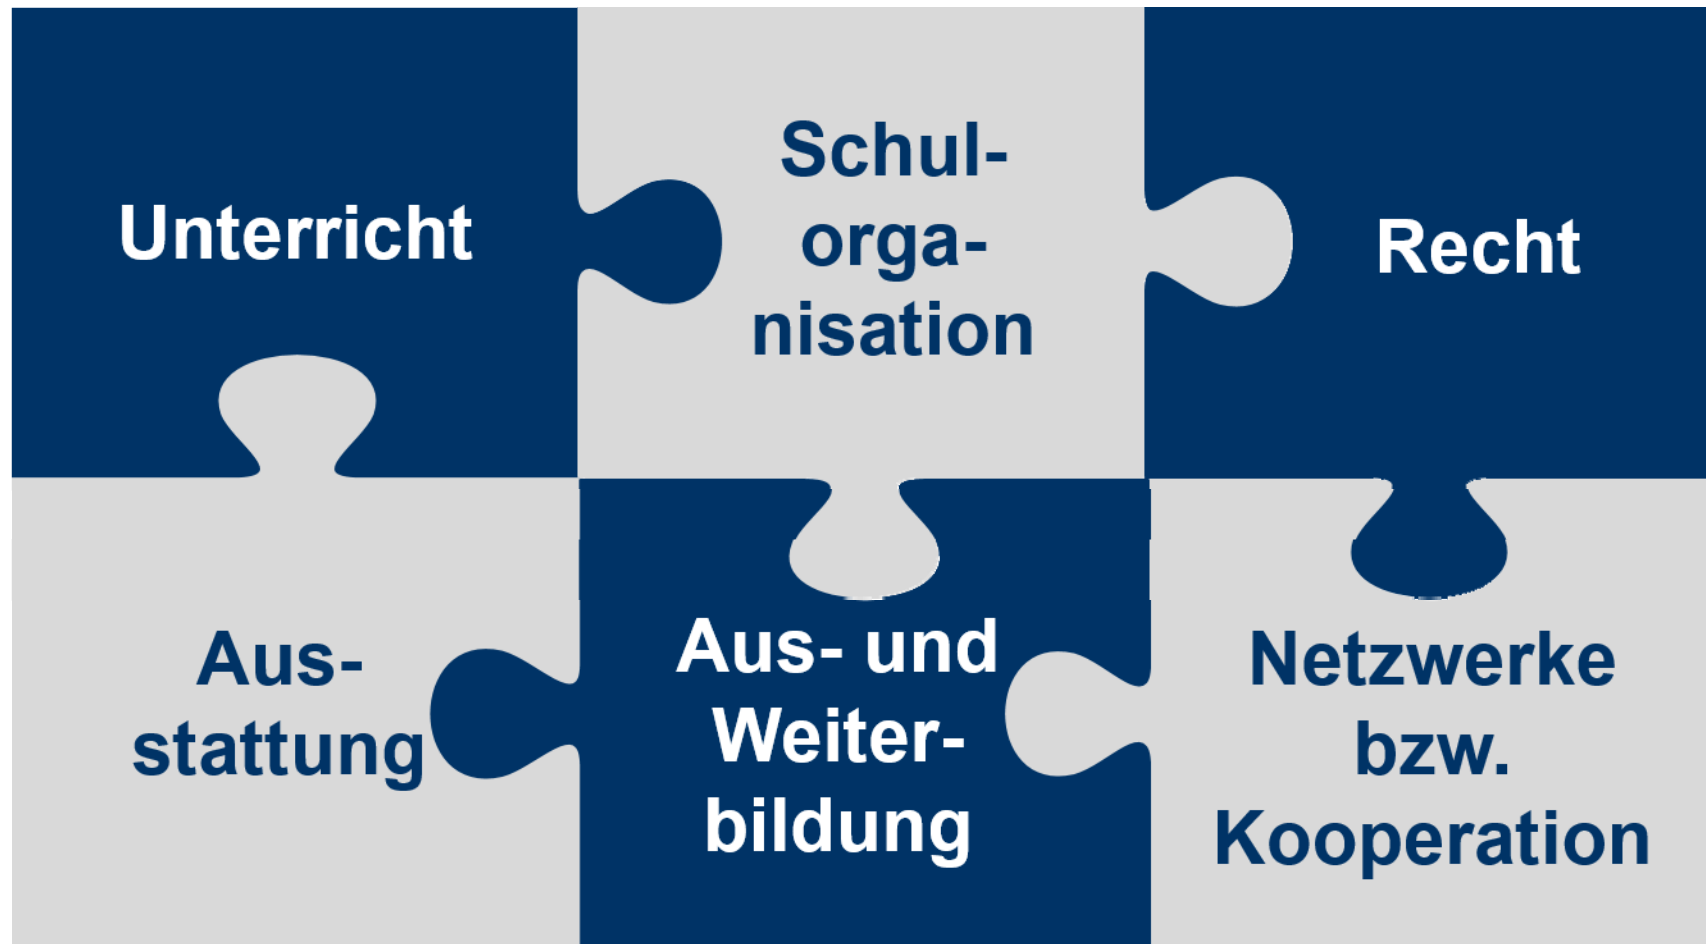 Unterricht
Schul-
orga-
nisation
Recht
Aus-
stattung
Aus- und
Weiter-
bildung
Netzwerke
bzw.
Kooperation